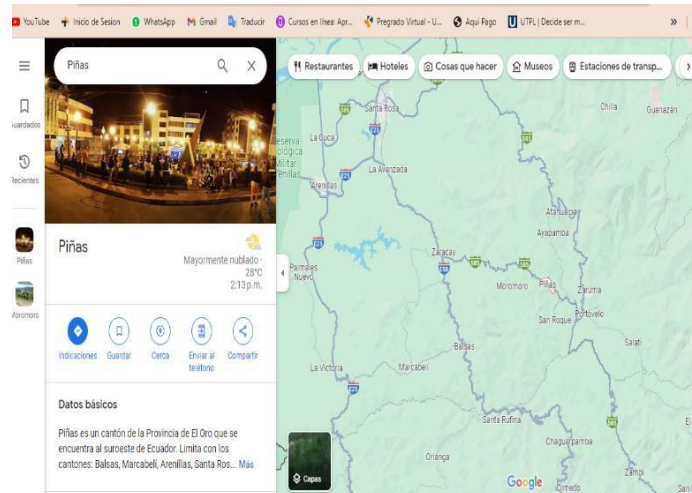 YouTube
Inicio de Sesion
WhatsApp
Gmail
Traducir
Cursos en línea: Apr...
Pregrado Virtual - U...
Aqui Pago
UTPL | Decide ser m...
»
Piñas
Restaurantes
Hoteles
Cosas que hacer
Museos
Estaciones de transp...
Guardados
Recientes
Piñas
Moromoro
Piñas
Mayormente nublado ·
28°C
2:13 p.m.
Indicaciones
Guardar
Cerca
Enviar al
teléfono
Compartir
Datos básicos
Piñas es un cantón de la Provincia de El Oro que se
encuentra al suroeste de Ecuador. Limita con los
cantones: Balsas, Marcabelí, Arenillas, Santa Ros... Más
Santa Rosa
Chilla
Guanazán
La Cuca
La Avanzada
Arenillas
E25
Atahualpa
Ayapamba
Zaracay
E50
Palmales
Nuevo
Moromoro
Piñas
Zaruma
San Roque
Portovelo
Salati
Balsas
La Victoria
Marcabelí
E25
Santa Rufina
Chaguarpamba
Orianga
Zambi
Capas
Google